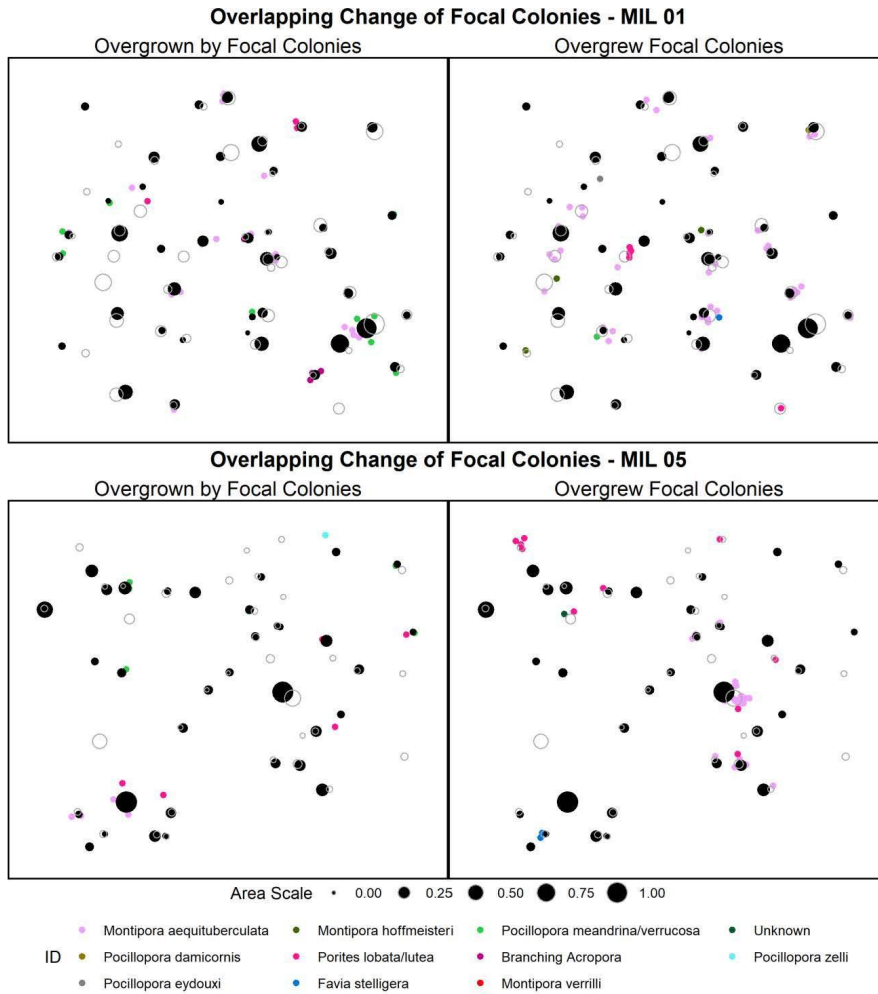 Overlapping Change of Focal Colonies - MIL 01
Overgrown by Focal Colonies
Overgrew Focal Colonies
Overlapping Change of Focal Colonies - MIL 05
Overgrown by Focal Colonies
Overgrew Focal Colonies
Area Scale 0.00 0.25 0.50 0.75 1.00
ID
Montipora aequituberculata Montipora hoffmeisteri Pocillopora meandrina/verrucosa Unknown
Pocillopora damicornis Porites lobata/lutea Branching Acropora Pocillopora zelli
Pocillopora eydouxi Favia stelligera Montipora verrilli